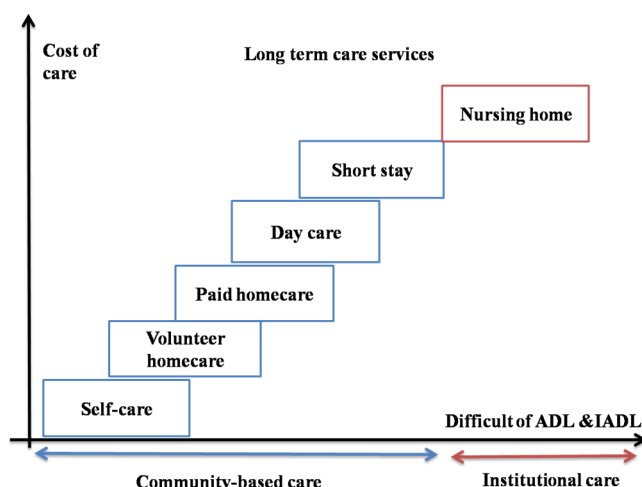 Cost of
care
Long term care services
Nursing home
Short stay
Day care
Paid homecare
Volunteer
homecare
Self-care
Difficult of ADL & IADL
Community-based care
Institutional care